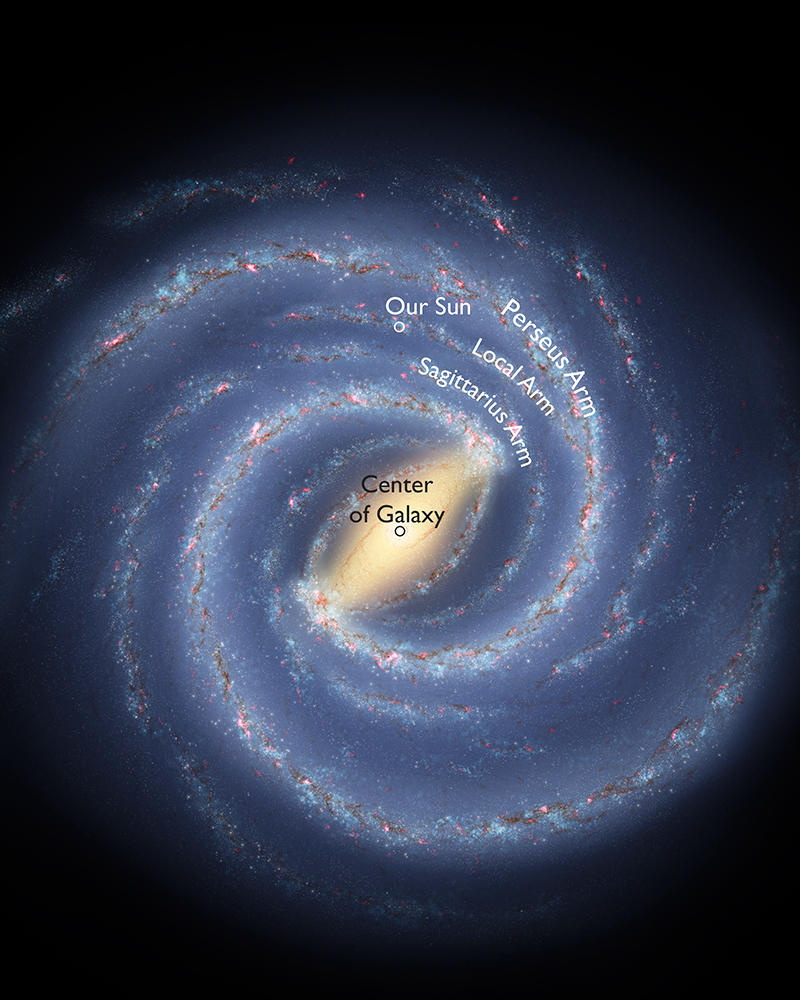 Our Sun
Perseus Arm
Local Arm
Sagittarius Arm
Center
of Galaxy